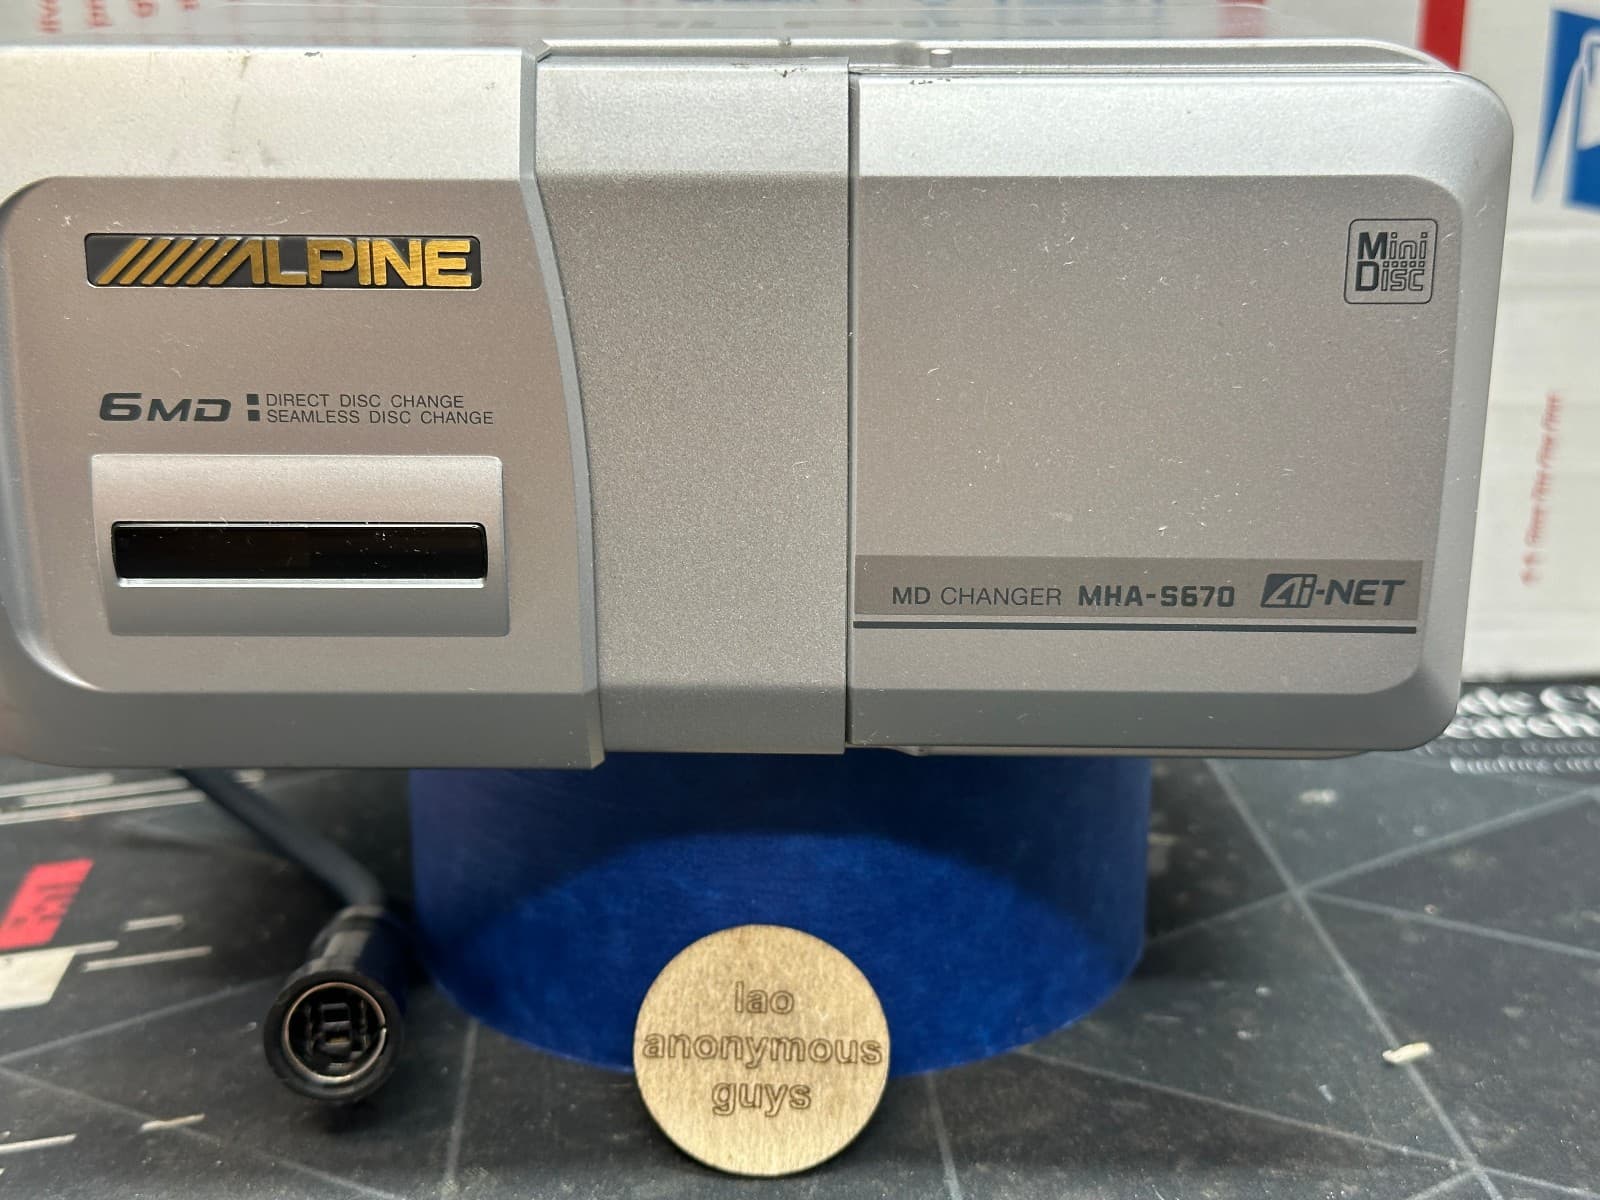 ALPINE
6MD DIRECT DISC CHANGE
SEAMLESS DISC CHANGE
Mini
Disc
MD CHANGER MHA-S670 Ai-NET
lao
anonymous
guys